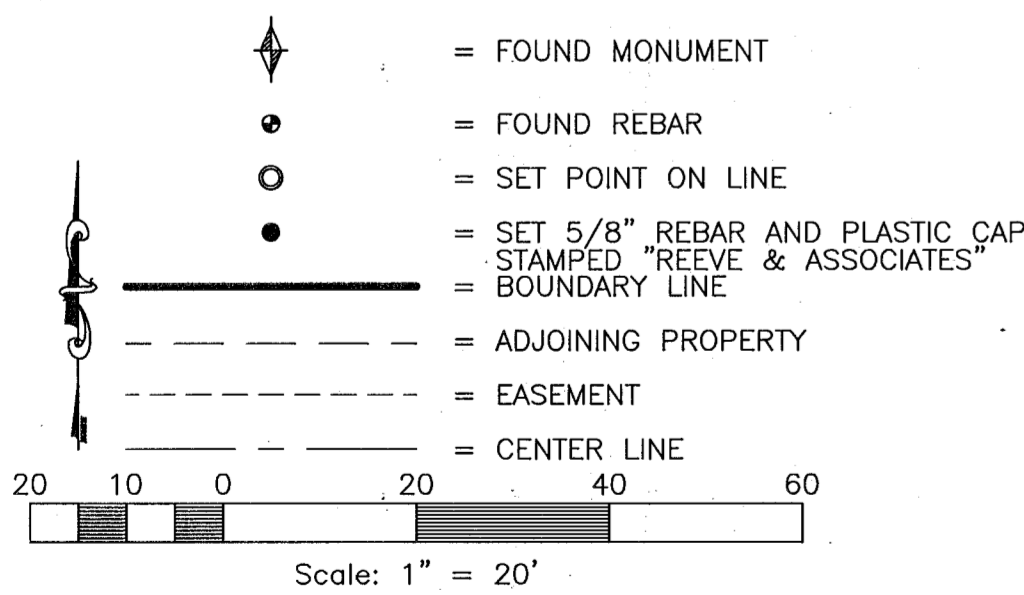 = FOUND MONUMENT
= FOUND REBAR
= SET POINT ON LINE
= SET 5/8" REBAR AND PLASTIC CAP
STAMPED "REEVE & ASSOCIATES"
= BOUNDARY LINE
= ADJOINING PROPERTY
= EASEMENT
= CENTER LINE
20 10 0 20 40 60
Scale: 1" = 20'